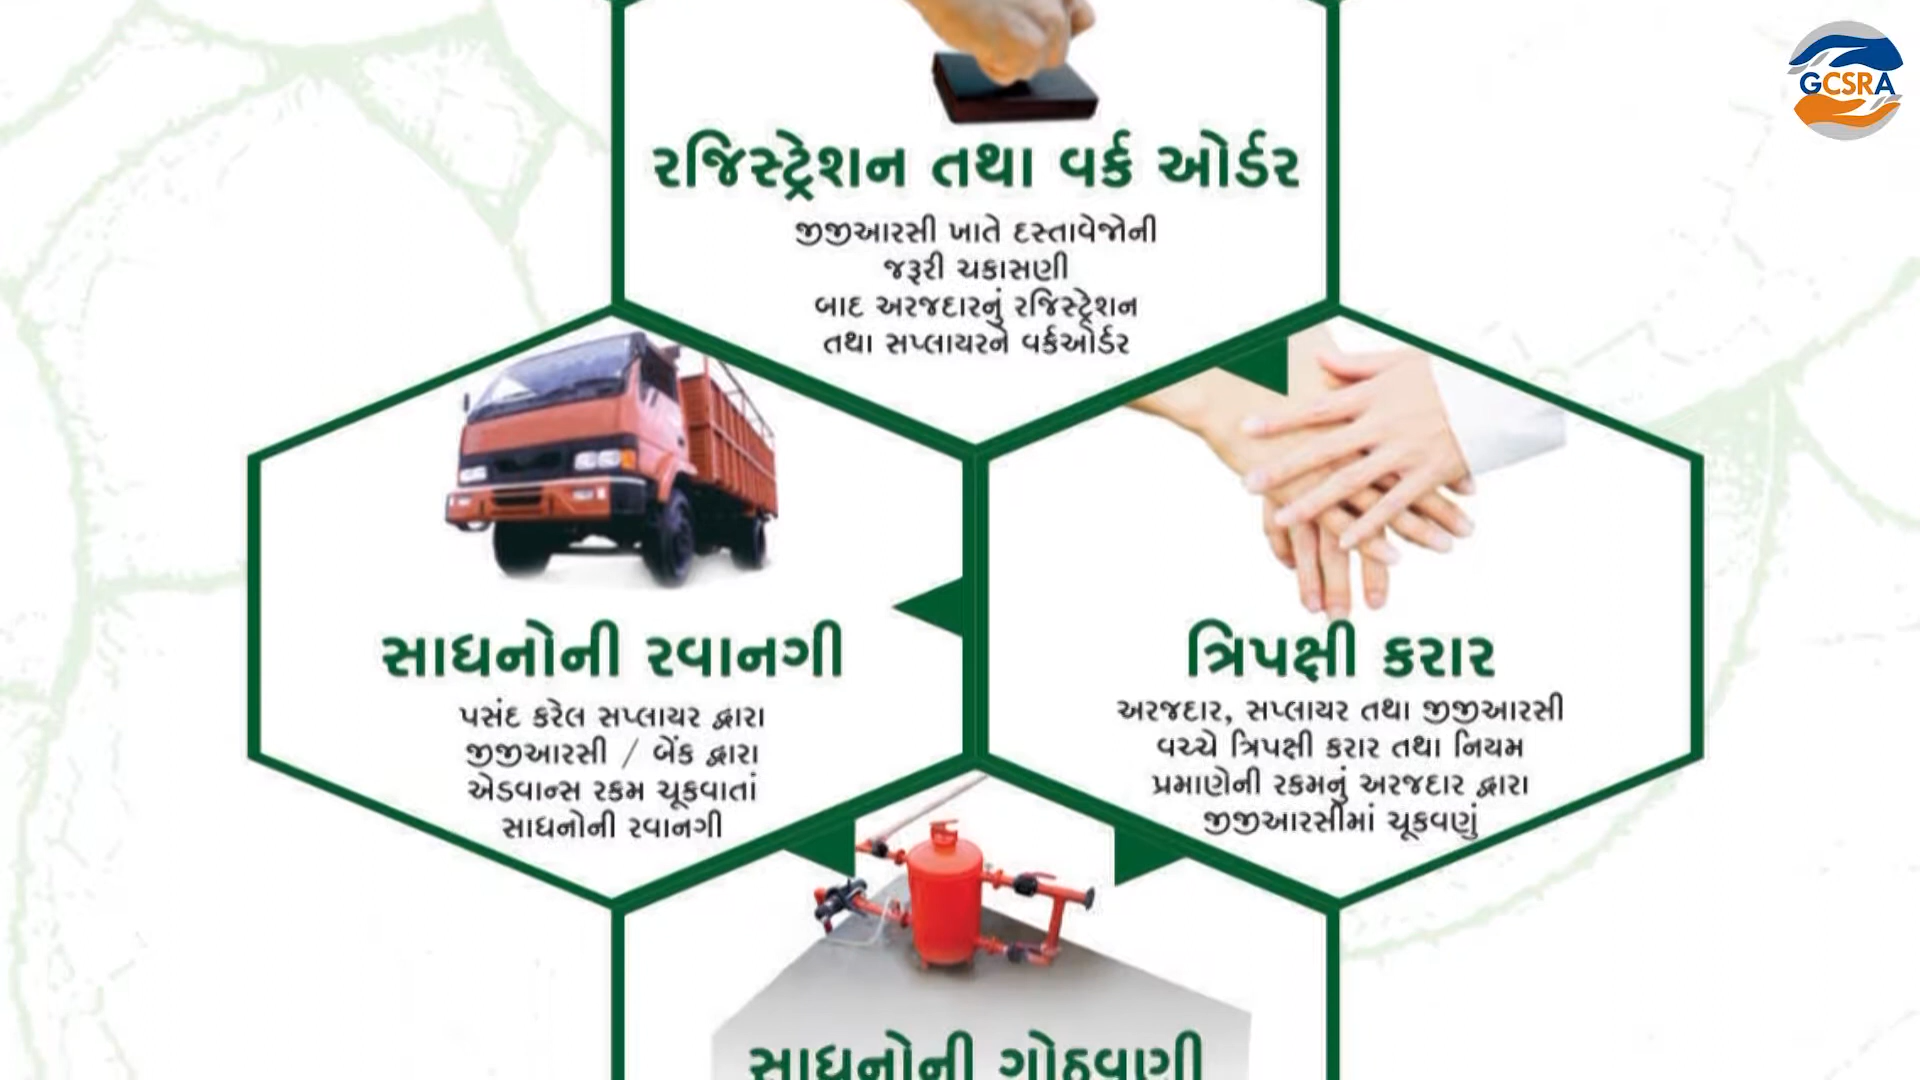 GCSRA
રજિસ્ટ્રેશન તથા વર્ક ઓર્ડર
જીજીઆરસી ખાતે દસ્તાવેજોની
જરૂરી ચકાસણી
બાદ અરજદારનું રજિસ્ટ્રેશન
તથા સપ્લાયરને વર્કઓર્ડર
સાધનોની રવાનગી
પસંદ કરેલ સપ્લાયર દ્વારા
જીજીઆરસી / બેંક દ્વારા
એડવાન્સ રકમ ચૂકવાતાં
સાધનોની રવાનગી
ત્રિપક્ષી કરાર
અરજદાર, સપ્લાયર તથા જીજીઆરસી
વચ્ચે ત્રિપક્ષી કરાર તથા નિયમ
પ્રમાણેની રકમનું અરજદાર દ્વારા
જીજીઆરસીમાં ચૂકવણું
સાધનોની ગોઠવણી